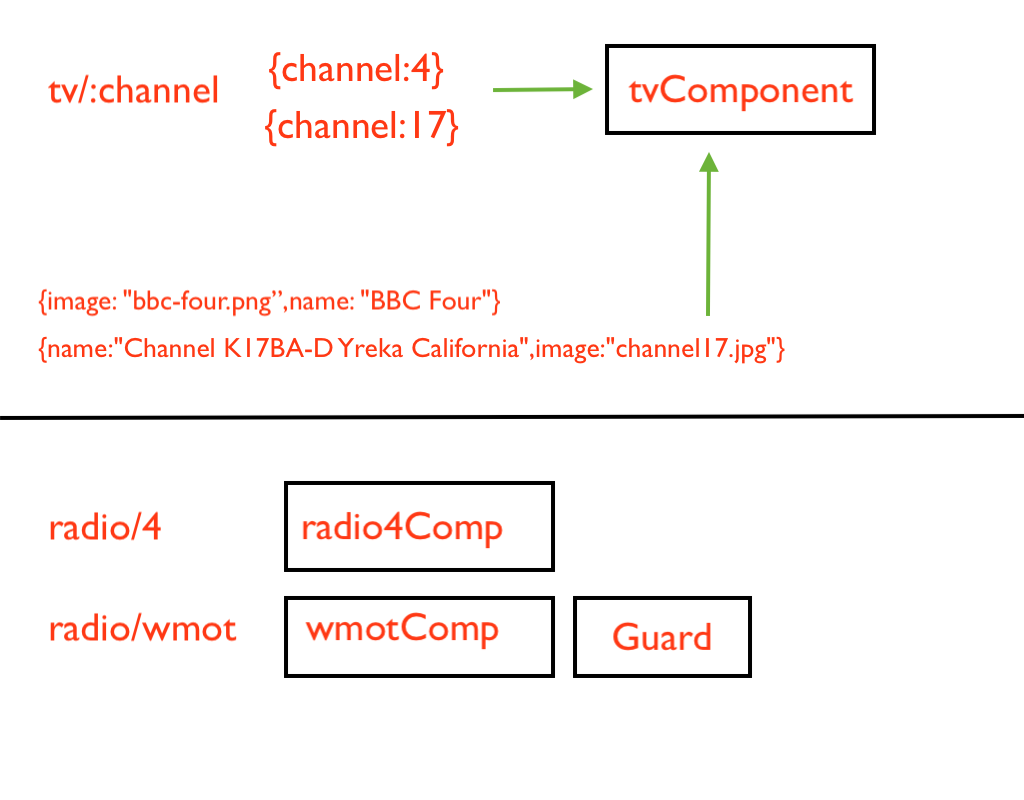 tv/:channel
{channel:4}
{channel:17}
tvComponent
{image: "bbc-four.png”,name: "BBC Four"}
{name:"Channel K17BA-D Yreka California",image:"channel17.jpg"}
radio/4
radio4Comp
radio/wmot
wmotComp
Guard